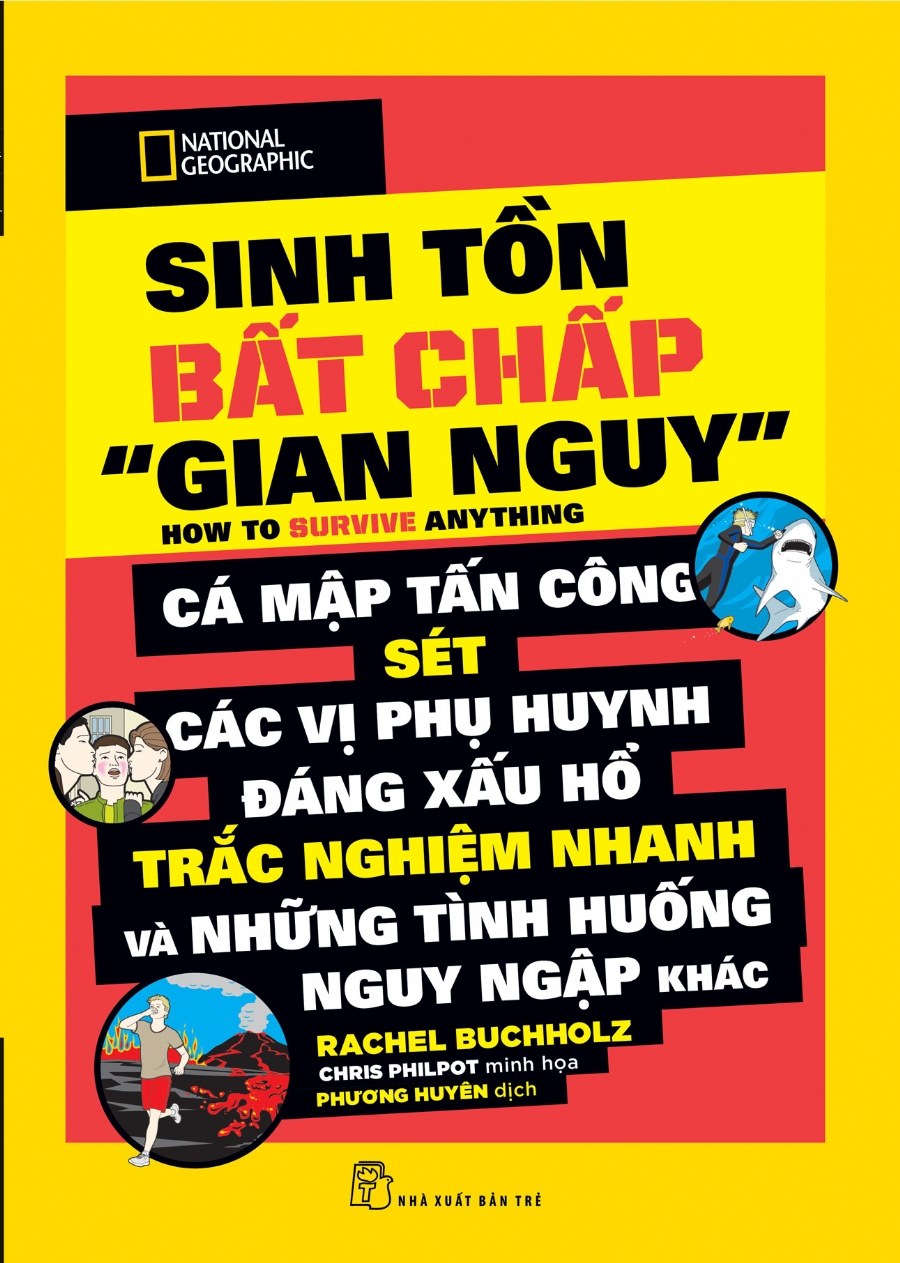 NATIONAL
GEOGRAPHIC
SINH TỒN
BẤT CHẤP
“GIAN NGUY”
HOW TO SURVIVE ANYTHING
CÁ MẬP TẤN CÔNG
SÉT
CÁC VỊ PHỤ HUYNH
ĐÁNG XẤU HỔ
TRẮC NGHIỆM NHANH
VÀ NHỮNG TÌNH HUỐNG
NGUY NGẬP KHÁC
RACHEL BUCHHOLZ
CHRIS PHILPOT minh họa
PHƯƠNG HUYÊN dịch
T
NHÀ XUẤT BẢN TRẺ